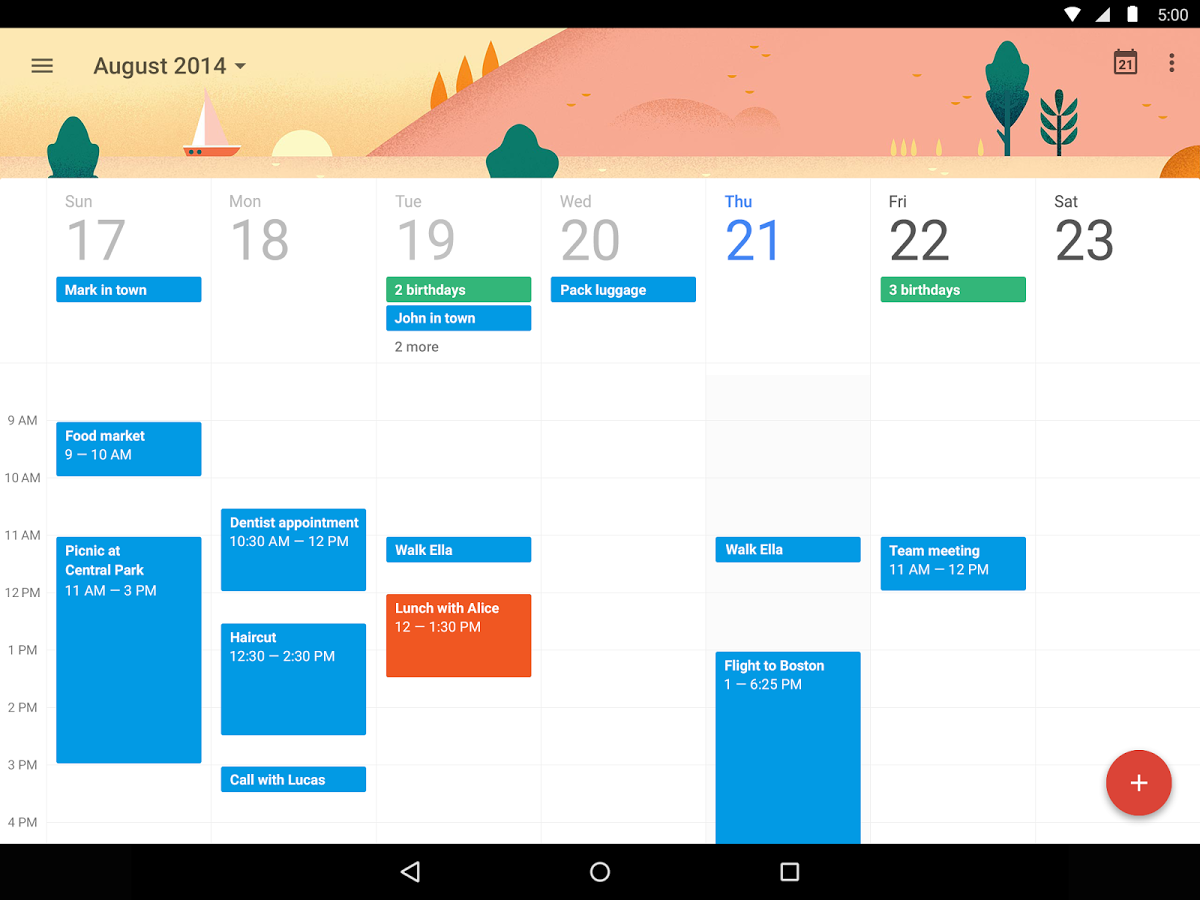 5:00
August 2014
21
Sun
17
Mon
18
Tue
19
Wed
20
Thu
21
Fri
22
Sat
23
Mark in town
2 birthdays
John in town
2 more
Pack luggage
3 birthdays
9 AM
10 AM
11 AM
12 PM
1 PM
2 PM
3 PM
4 PM
Food market
9 — 10 AM
Picnic at
Central Park
11 AM — 3 PM
Dentist appointment
10:30 AM — 12 PM
Haircut
12:30 — 2:30 PM
Call with Lucas
Walk Ella
Lunch with Alice
12 — 1:30 PM
Walk Ella
Flight to Boston
1 — 6:25 PM
Team meeting
11 AM — 12 PM